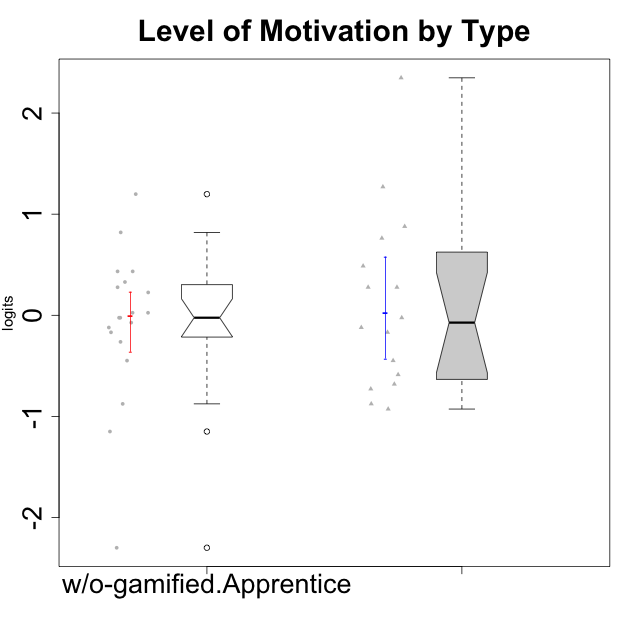 Level of Motivation by Type
logits
2
1
0
-1
-2
w/o-gamified.Apprentice